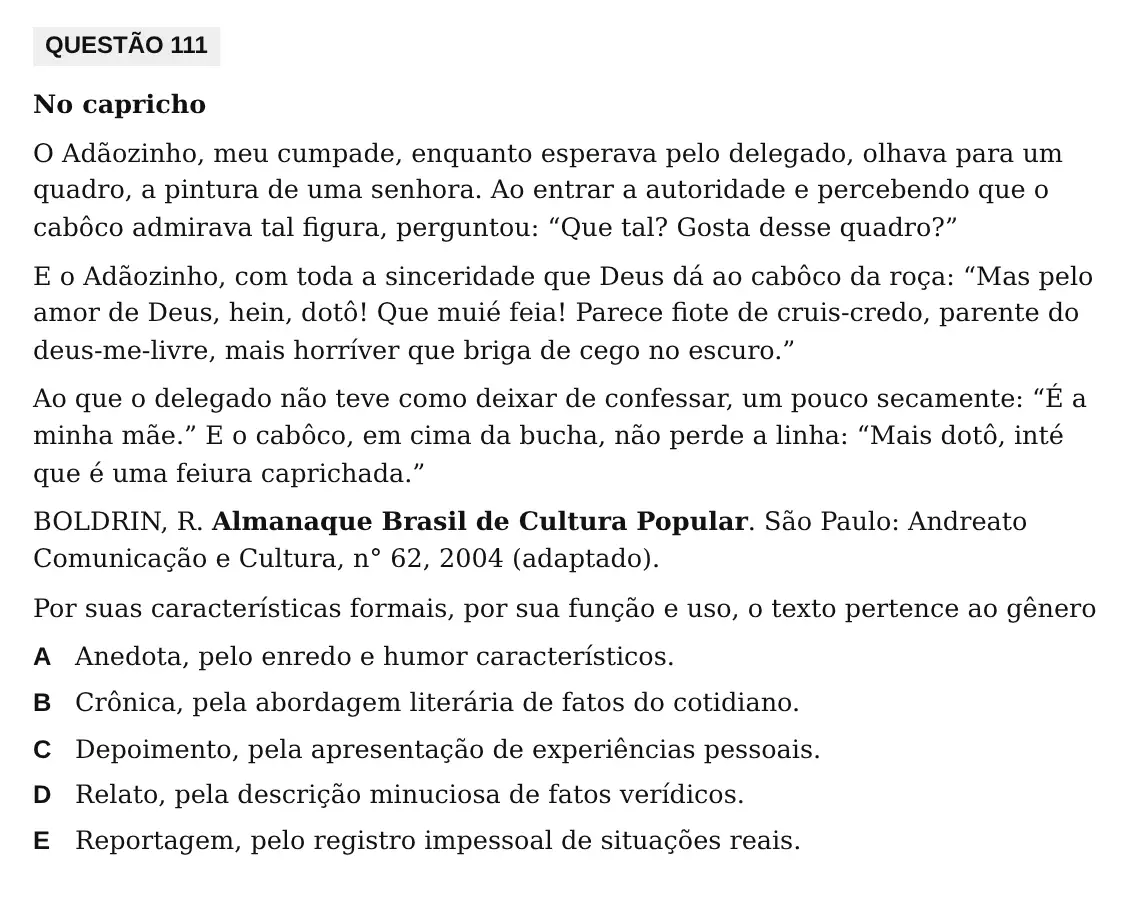 QUESTÃO 111
No capricho
O Adãozinho, meu cumpade, enquanto esperava pelo delegado, olhava para um
quadro, a pintura de uma senhora. Ao entrar a autoridade e percebendo que o
cabôco admirava tal figura, perguntou: “Que tal? Gosta desse quadro?”
E o Adãozinho, com toda a sinceridade que Deus dá ao cabôco da roça: “Mas pelo
amor de Deus, hein, dotô! Que muié feia! Parece fiote de cruis-credo, parente do
deus-me-livre, mais horríver que briga de cego no escuro.”
Ao que o delegado não teve como deixar de confessar, um pouco secamente: “É a
minha mãe.” E o cabôco, em cima da bucha, não perde a linha: “Mais dotô, inté
que é uma feiura caprichada.”
BOLDRIN, R. Almanaque Brasil de Cultura Popular. São Paulo: Andreato
Comunicação e Cultura, n° 62, 2004 (adaptado).
Por suas características formais, por sua função e uso, o texto pertence ao gênero
A Anedota, pelo enredo e humor característicos.
B Crônica, pela abordagem literária de fatos do cotidiano.
C Depoimento, pela apresentação de experiências pessoais.
D Relato, pela descrição minuciosa de fatos verídicos.
E Reportagem, pelo registro impessoal de situações reais.